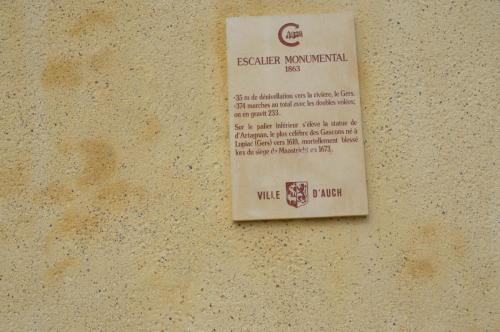 C Auch
ESCALIER MONUMENTAL
1863
-35 m de dénivellation vers la rivière, le Gers.
-374 marches au total avec les doubles volées;
on en gravit 233.
Sur le palier inférieur s'élève la statue de
d'Artagnan, le plus célèbre des Gascons né à
Lupiac (Gers) vers 1610, mortellement blessé
lors du siège de Maastricht en 1673.
VILLE D'AUCH